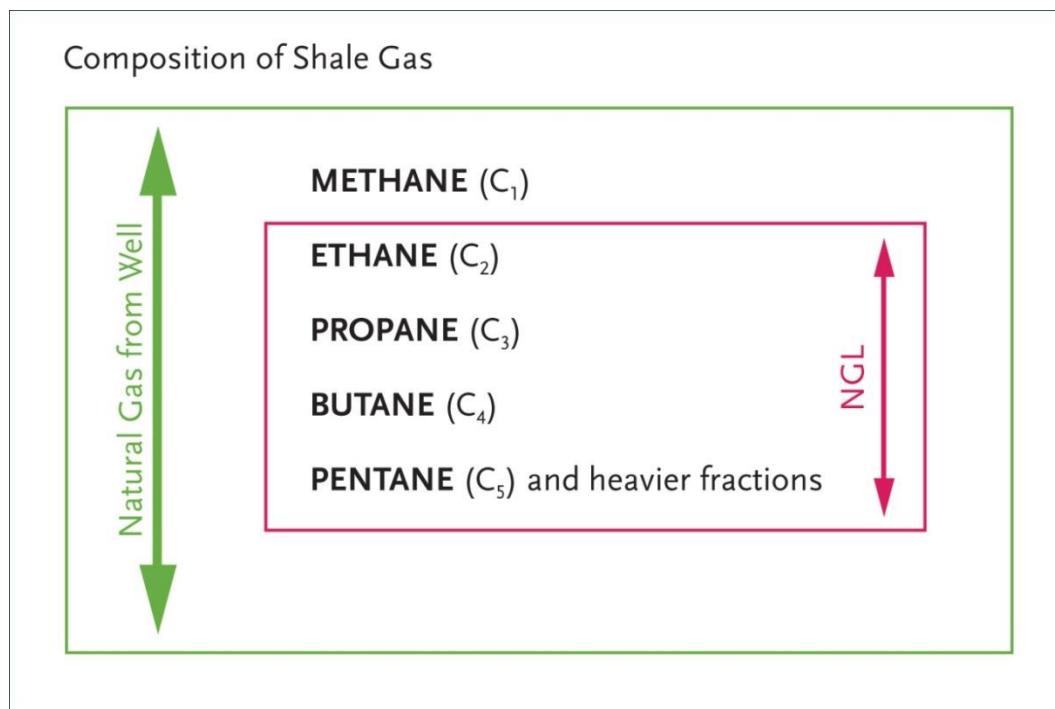 Composition of Shale Gas
Natural Gas from Well
METHANE (C₁)
ETHANE (C₂)
PROPANE (C₃)
BUTANE (C₄)
PENTANE (C₅) and heavier fractions
NGL